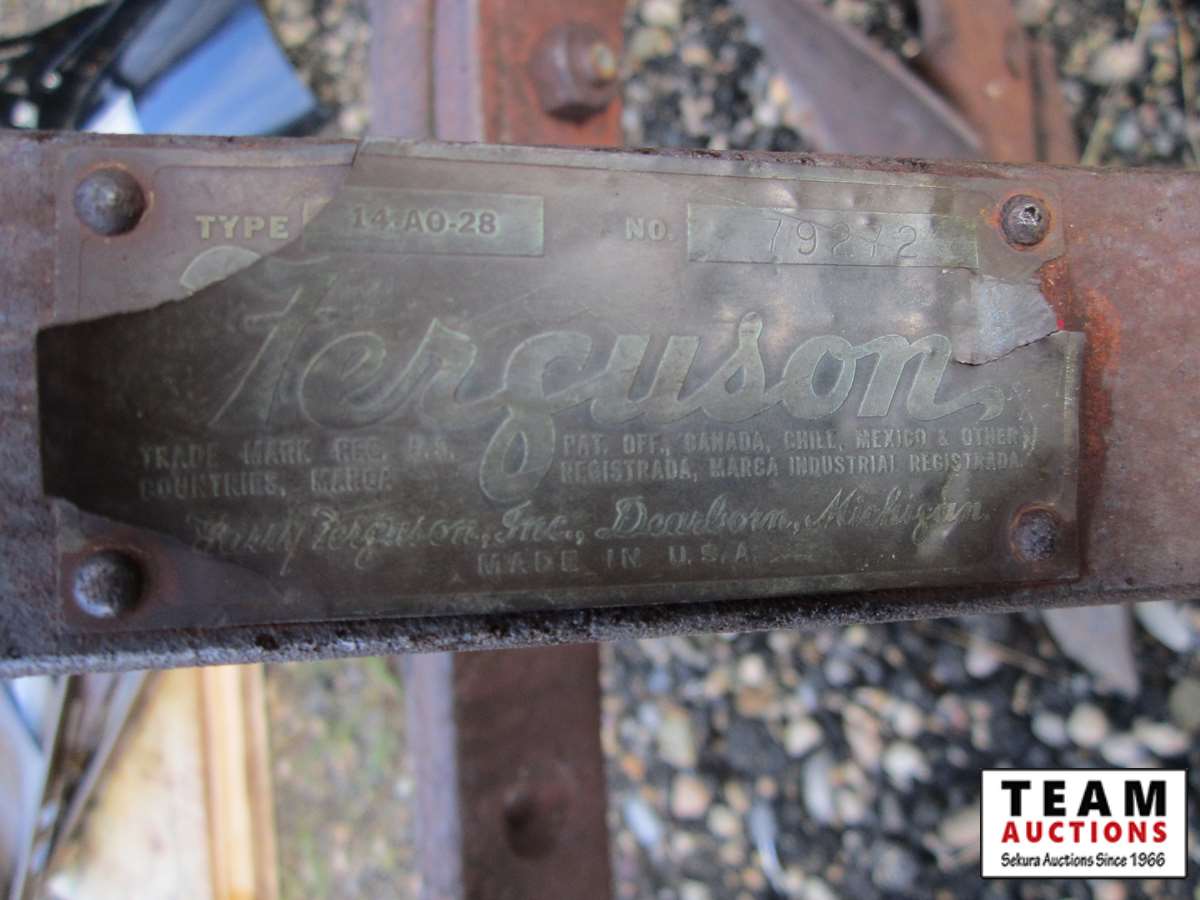 TYPE 14-AO-28 NO. 79272
Ferguson
TRADE MARK REG. U.S. PAT. OFF., CANADA, CHILE, MEXICO & OTHER
COUNTRIES, MARCA REGISTRADA, MARCA INDUSTRIAL REGISTRADA.
Harry Ferguson, Inc., Dearborn, Michigan
MADE IN U.S.A.
TEAM
AUCTIONS
Sekura Auctions Since 1966